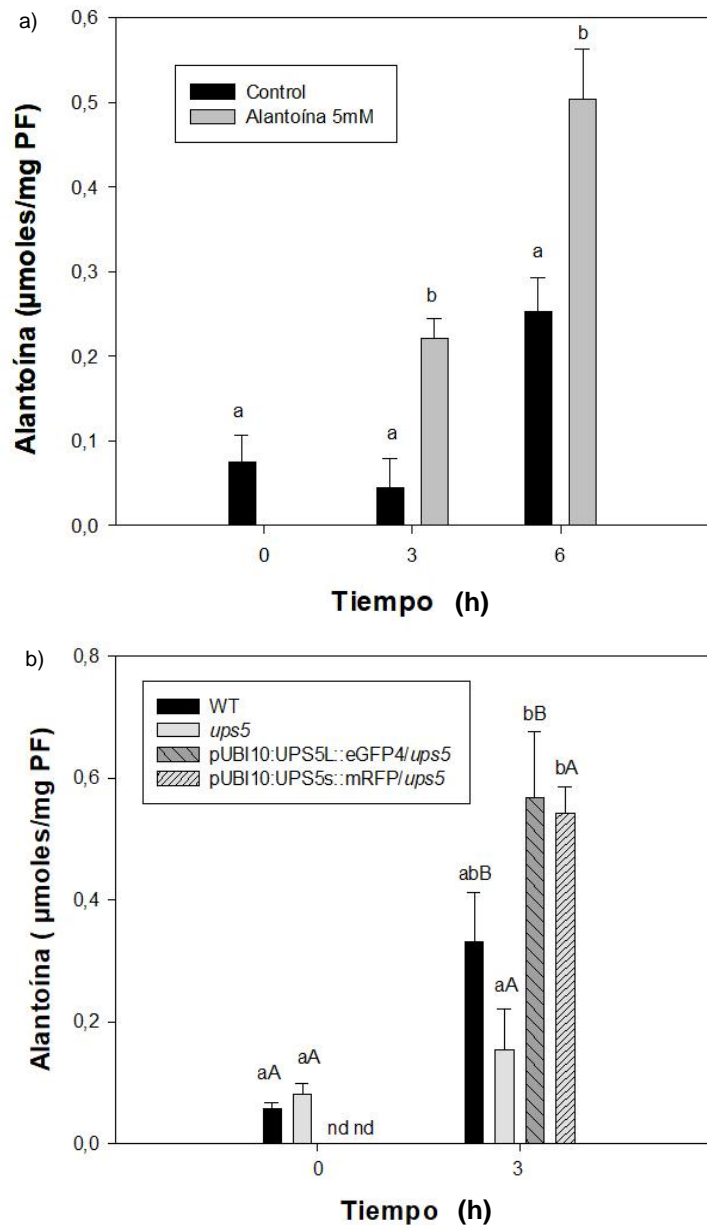 a)
0,6
0,5
0,4
0,3
0,2
0,1
0,0
Alantoína (µmoles/mg PF)
Control
Alantoína 5mM
a
a
b
a
b
0
3
6
Tiempo (h)
b)
0,8
0,6
0,4
0,2
0,0
Alantoína ( µmoles/mg PF)
WT
ups5
pUBI10:UPS5L::eGFP4/ups5
pUBI10:UPS5s::mRFP/ups5
aA
aA
nd nd
abB
aA
bB
bA
0
3
Tiempo (h)